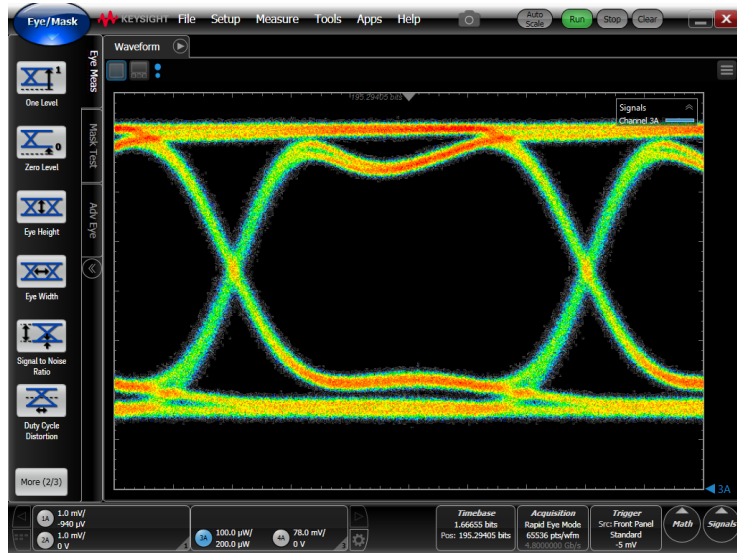 Eye/Mask
KEYSIGHT File Setup Measure Tools Apps Help
Auto Scale Run Stop Clear
X
Waveform
Eye Meas
Mask Test
Adv Eye
1
One Level
0
Zero Level
Eye Height
Eye Width
Signal to Noise
Ratio
Duty Cycle
Distortion
More (2/3)
195.29405 bits
Signals
Channel 3A
3A
1A 1.0 mV/
-940 µV
2A 1.0 mV/
0 V
1
3A 100.0 µW/
200.0 µW
4A 78.0 mV/
0 V
3
Timebase
1.66655 bits
Pos: 195.29405 bits
Acquisition
Rapid Eye Mode
65536 pts/wfm
4.8000000 Gb/s
Trigger
Src: Front Panel
Standard
-5 mV
Math
Signals